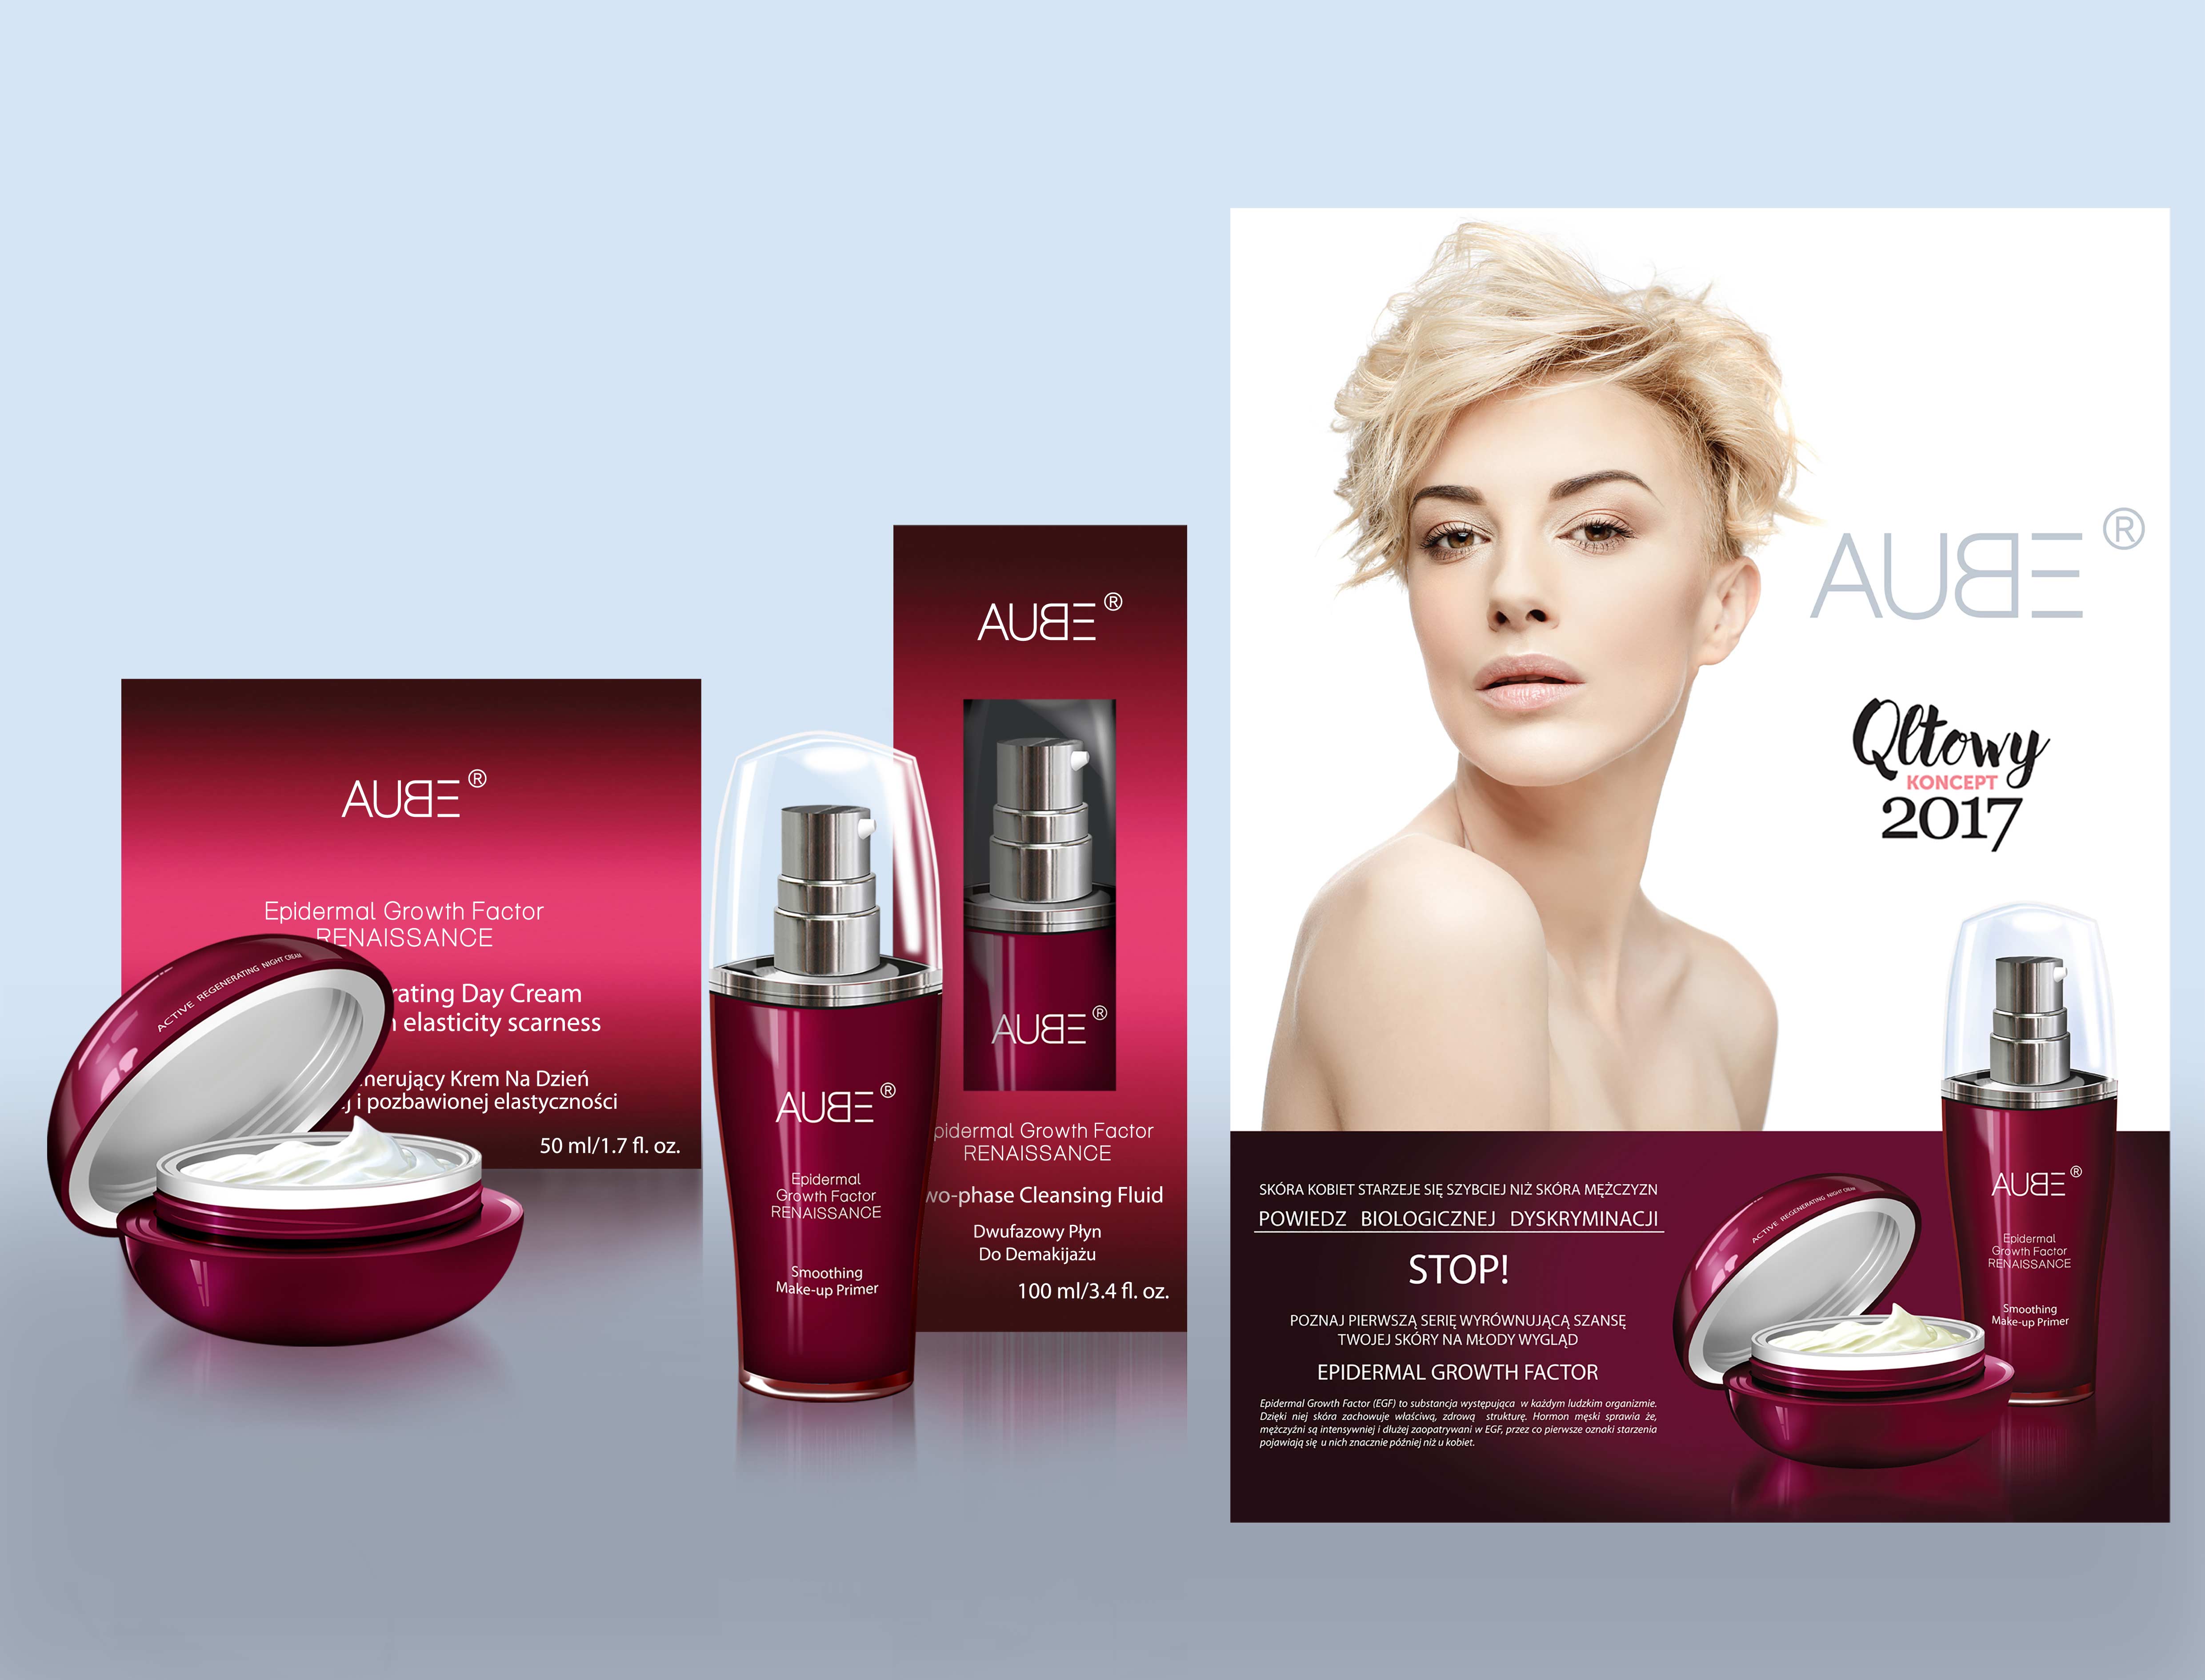 AUBE®
Epidermal Growth Factor
RENAISSANCE
Day Cream
elasticity scarness
Krem Na Dzień
i pozbawionej elastyczności
50 ml/1.7 fl. oz.
ACTIVE REGENERATING NIGHT CREAM
AUBE®
Epidermal
Growth Factor
RENAISSANCE
Smoothing
Make-up Primer
AUBE®
AUBE®
Growth Factor
RENAISSANCE
Cleansing Fluid
Dwufazowy Płyn
Do Demakijażu
100 ml/3.4 fl. oz.
AUBE®
Qltowy
KONCEPT
2017
SKÓRA KOBIET STARZEJE SIĘ SZYBCIEJ NIŻ SKÓRA MĘŻCZYZN
POWIEDZ BIOLOGICZNEJ DYSKRYMINACJI
STOP!
POZNAJ PIERWSZĄ SERIĘ WYRÓWNUJĄCĄ SZANSĘ
TWOJEJ SKÓRY NA MŁODY WYGLĄD
EPIDERMAL GROWTH FACTOR
Epidermal Growth Factor (EGF) to substancja występująca w każdym ludzkim organizmie.
Dzięki niej skóra zachowuje właściwą, zdrową strukturę. Hormon męski sprawia że,
mężczyźni są intensywniej i dłużej zaopatrywani w EGF, przez co pierwsze oznaki starzenia
pojawiają się u nich znacznie później niż u kobiet.
ACTIVE REGENERATING NIGHT CREAM
AUBE®
Epidermal
Growth Factor
RENAISSANCE
Smoothing
Make-up Primer